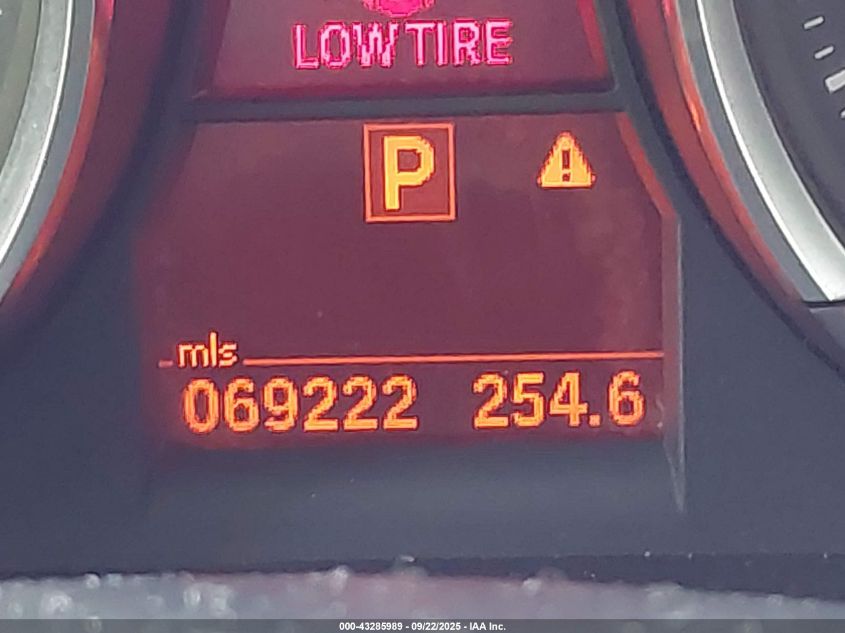 LOW TIRE
P
mls
069222 254.6
000-43285989 - 09/22/2025 - IAA Inc.